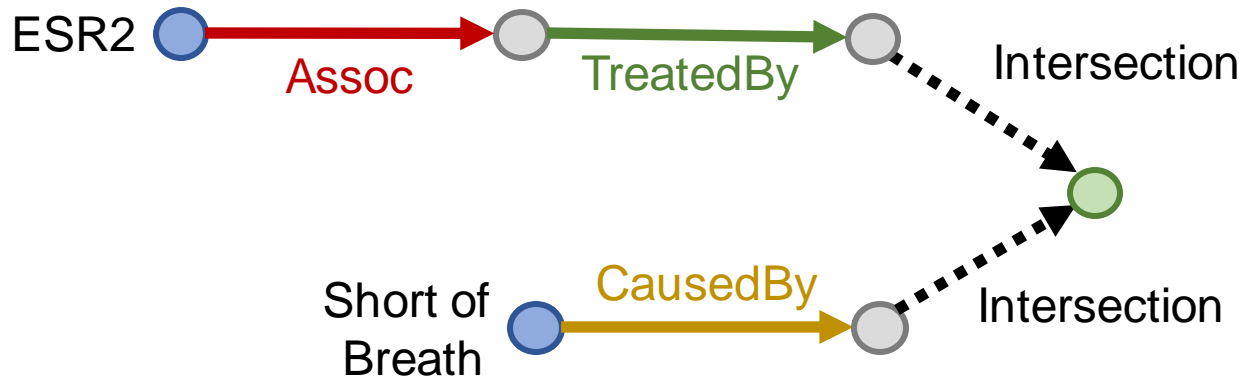 ESR2
Assoc
TreatedBy
Intersection
Short of
Breath
CausedBy
Intersection